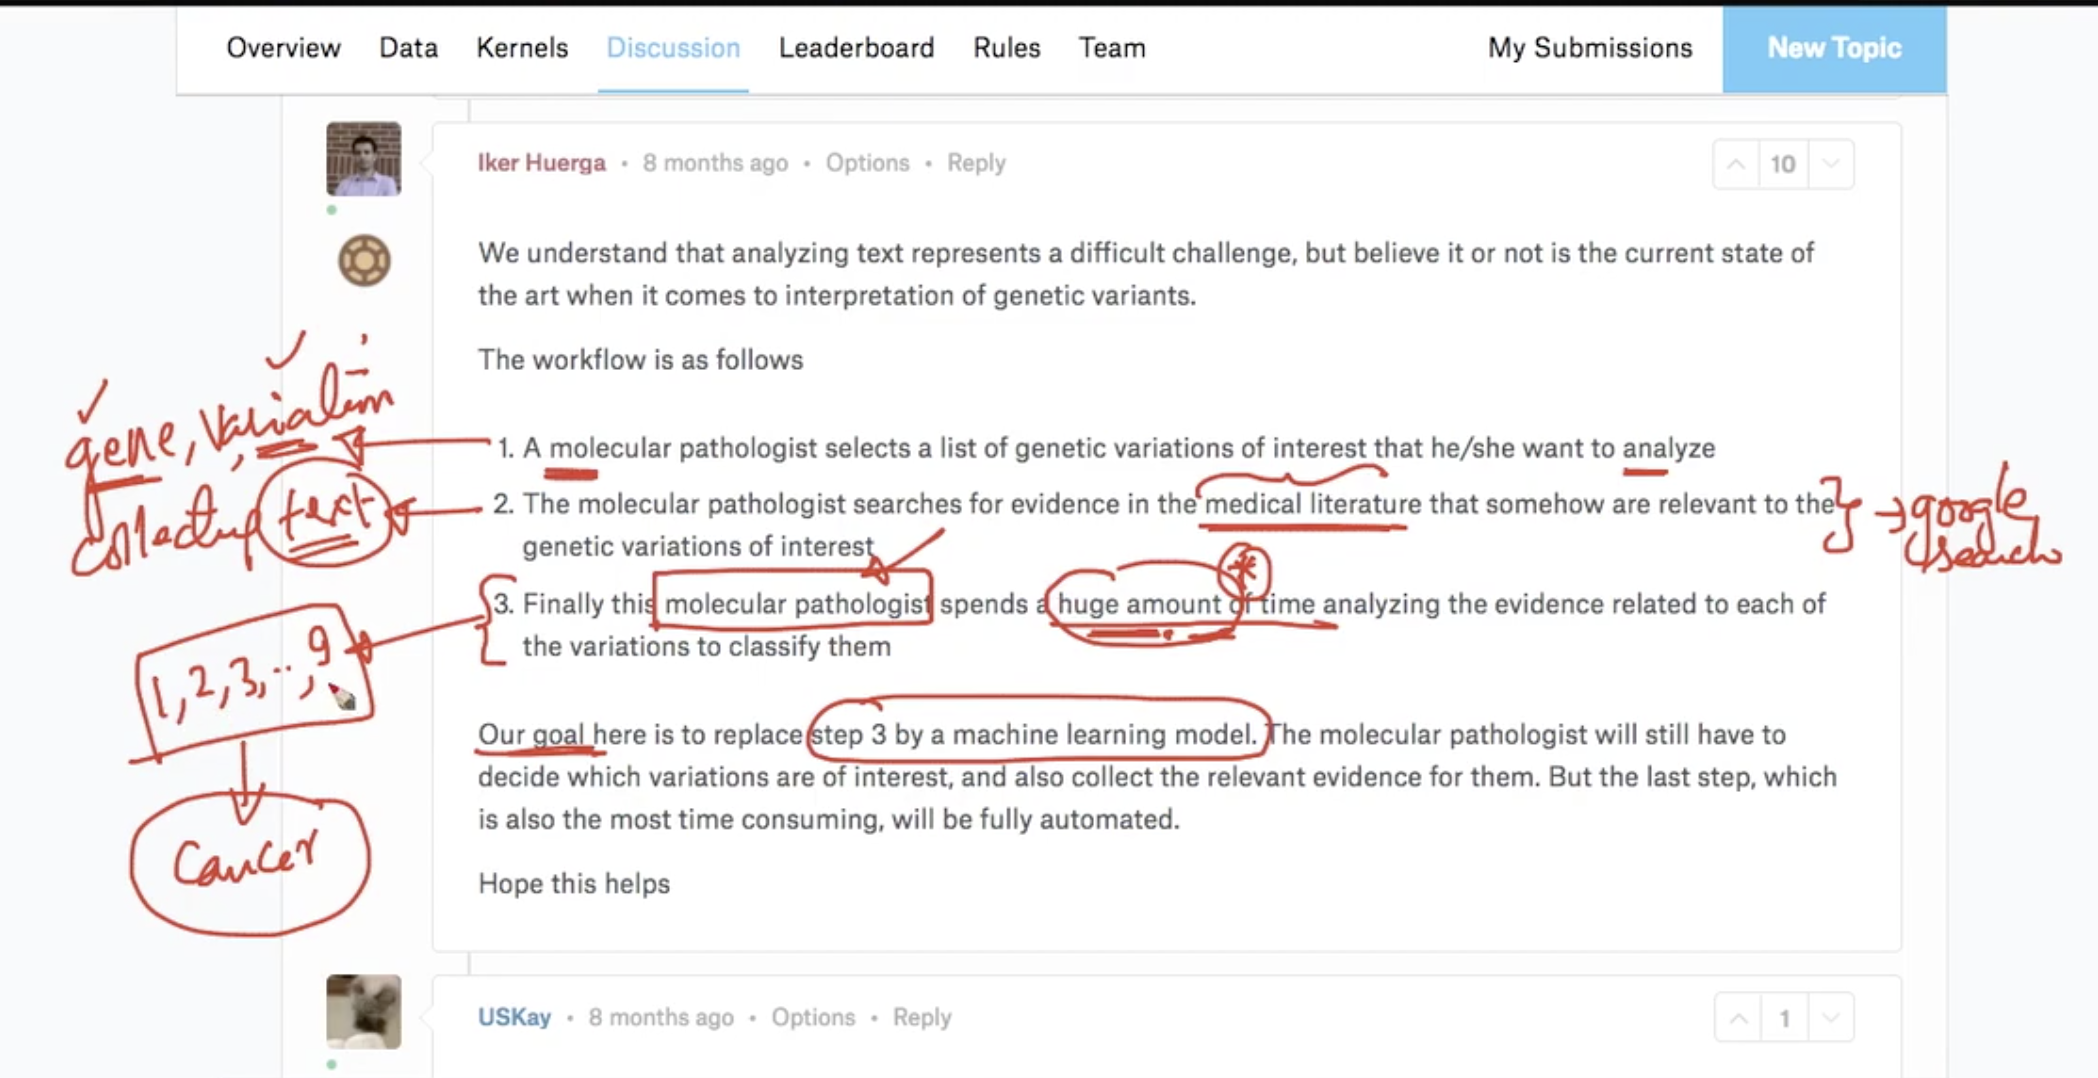 Overview Data Kernels Discussion Leaderboard Rules Team My Submissions New Topic
Iker Huerga • 8 months ago • Options • Reply 10
We understand that analyzing text represents a difficult challenge, but believe it or not is the current state of
the art when it comes to interpretation of genetic variants.
The workflow is as follows
gene, Variation
1. A molecular pathologist selects a list of genetic variations of interest that he/she want to analyze
collecting text
2. The molecular pathologist searches for evidence in the medical literature that somehow are relevant to the
genetic variations of interest
→ google
search
3. Finally this molecular pathologist spends a huge amount of time analyzing the evidence related to each of
the variations to classify them
1, 2, 3, .., 9
Our goal here is to replace step 3 by a machine learning model. The molecular pathologist will still have to
decide which variations are of interest, and also collect the relevant evidence for them. But the last step, which
is also the most time consuming, will be fully automated.
Cancer
Hope this helps
USKay • 8 months ago • Options • Reply 1